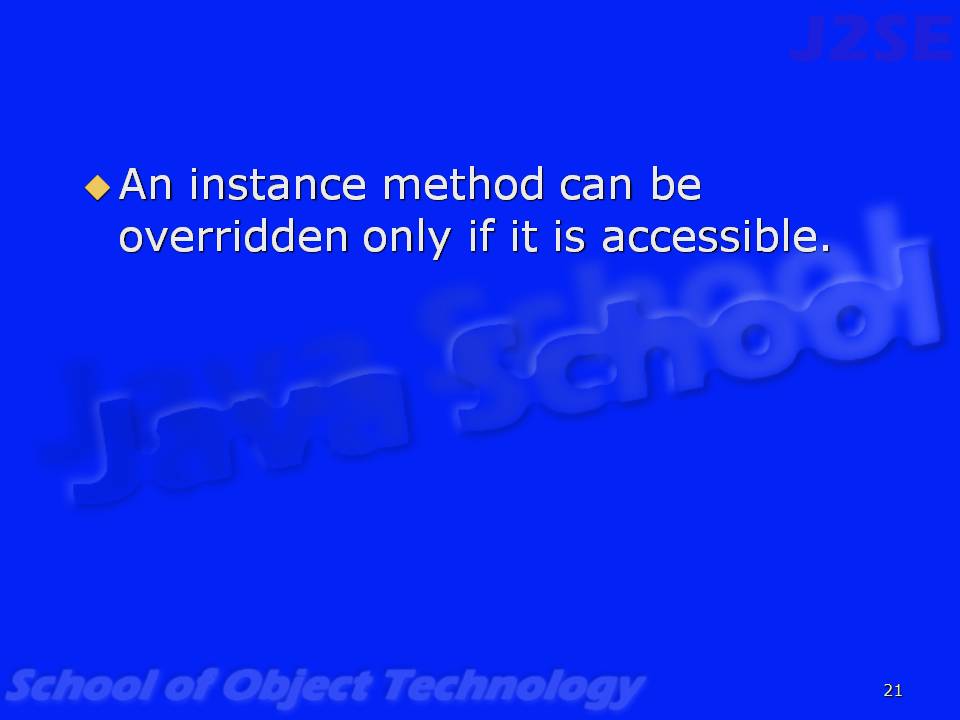 J2SE
An instance method can be
overridden only if it is accessible.
Java School
School of Object Technology
21